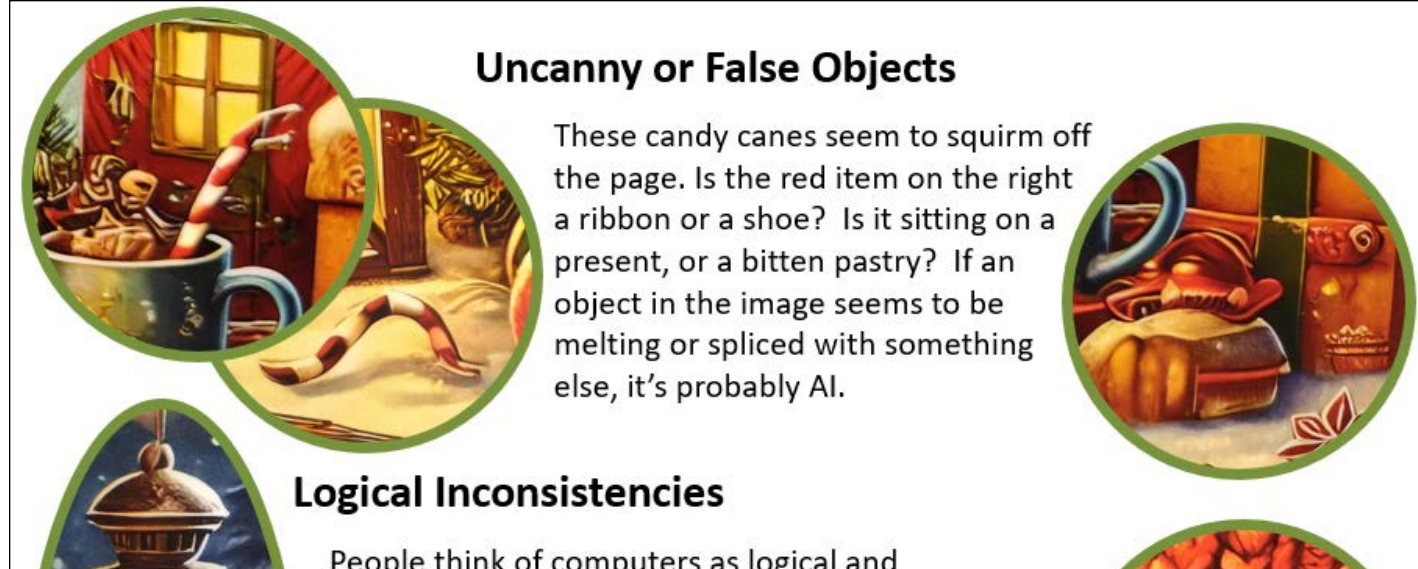 Uncanny or False Objects
These candy canes seem to squirm off
the page. Is the red item on the right
a ribbon or a shoe?  Is it sitting on a
present, or a bitten pastry?  If an
object in the image seems to be
melting or spliced with something
else, it’s probably AI.
Logical Inconsistencies
People think of computers as logical and